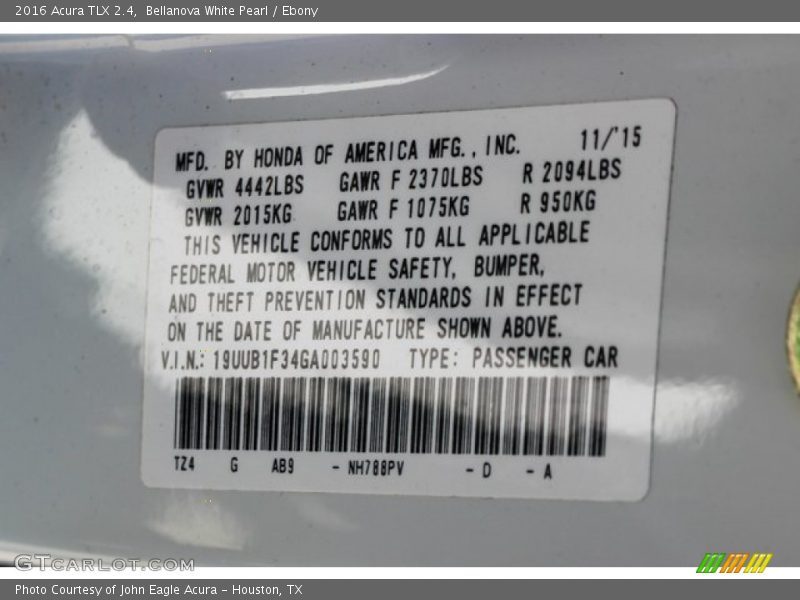 2016 Acura TLX 2.4, Bellanova White Pearl / Ebony
MFD. BY HONDA OF AMERICA MFG., INC. 11/'15
GVWR 4442LBS GAWR F 2370LBS R 2094LBS
GVWR 2015KG GAWR F 1075KG R 950KG
THIS VEHICLE CONFORMS TO ALL APPLICABLE
FEDERAL MOTOR VEHICLE SAFETY, BUMPER,
AND THEFT PREVENTION STANDARDS IN EFFECT
ON THE DATE OF MANUFACTURE SHOWN ABOVE.
V.I.N.: 19UUB1F34GA003590 TYPE: PASSENGER CAR
TZ4 G AB9 - NH788PV - D - A
GTCARLOT.COM
Photo Courtesy of John Eagle Acura - Houston, TX